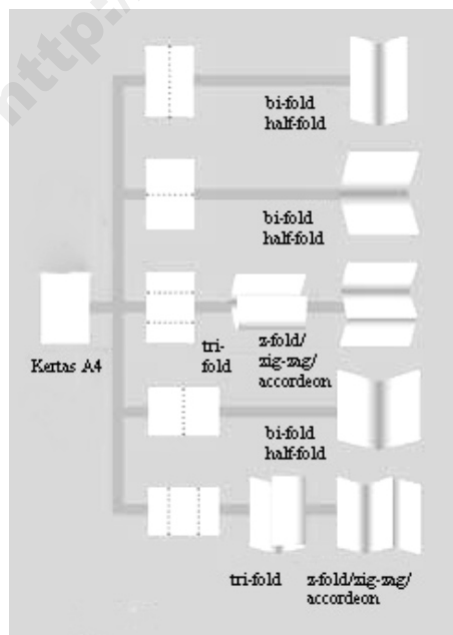 http:
bi-fold
half-fold
bi-fold
half-fold
Kertas A4
tri-
fold
z-fold/
zig-zag/
accordeon
bi-fold
half-fold
tri-fold
z-fold/zig-zag/
accordeon